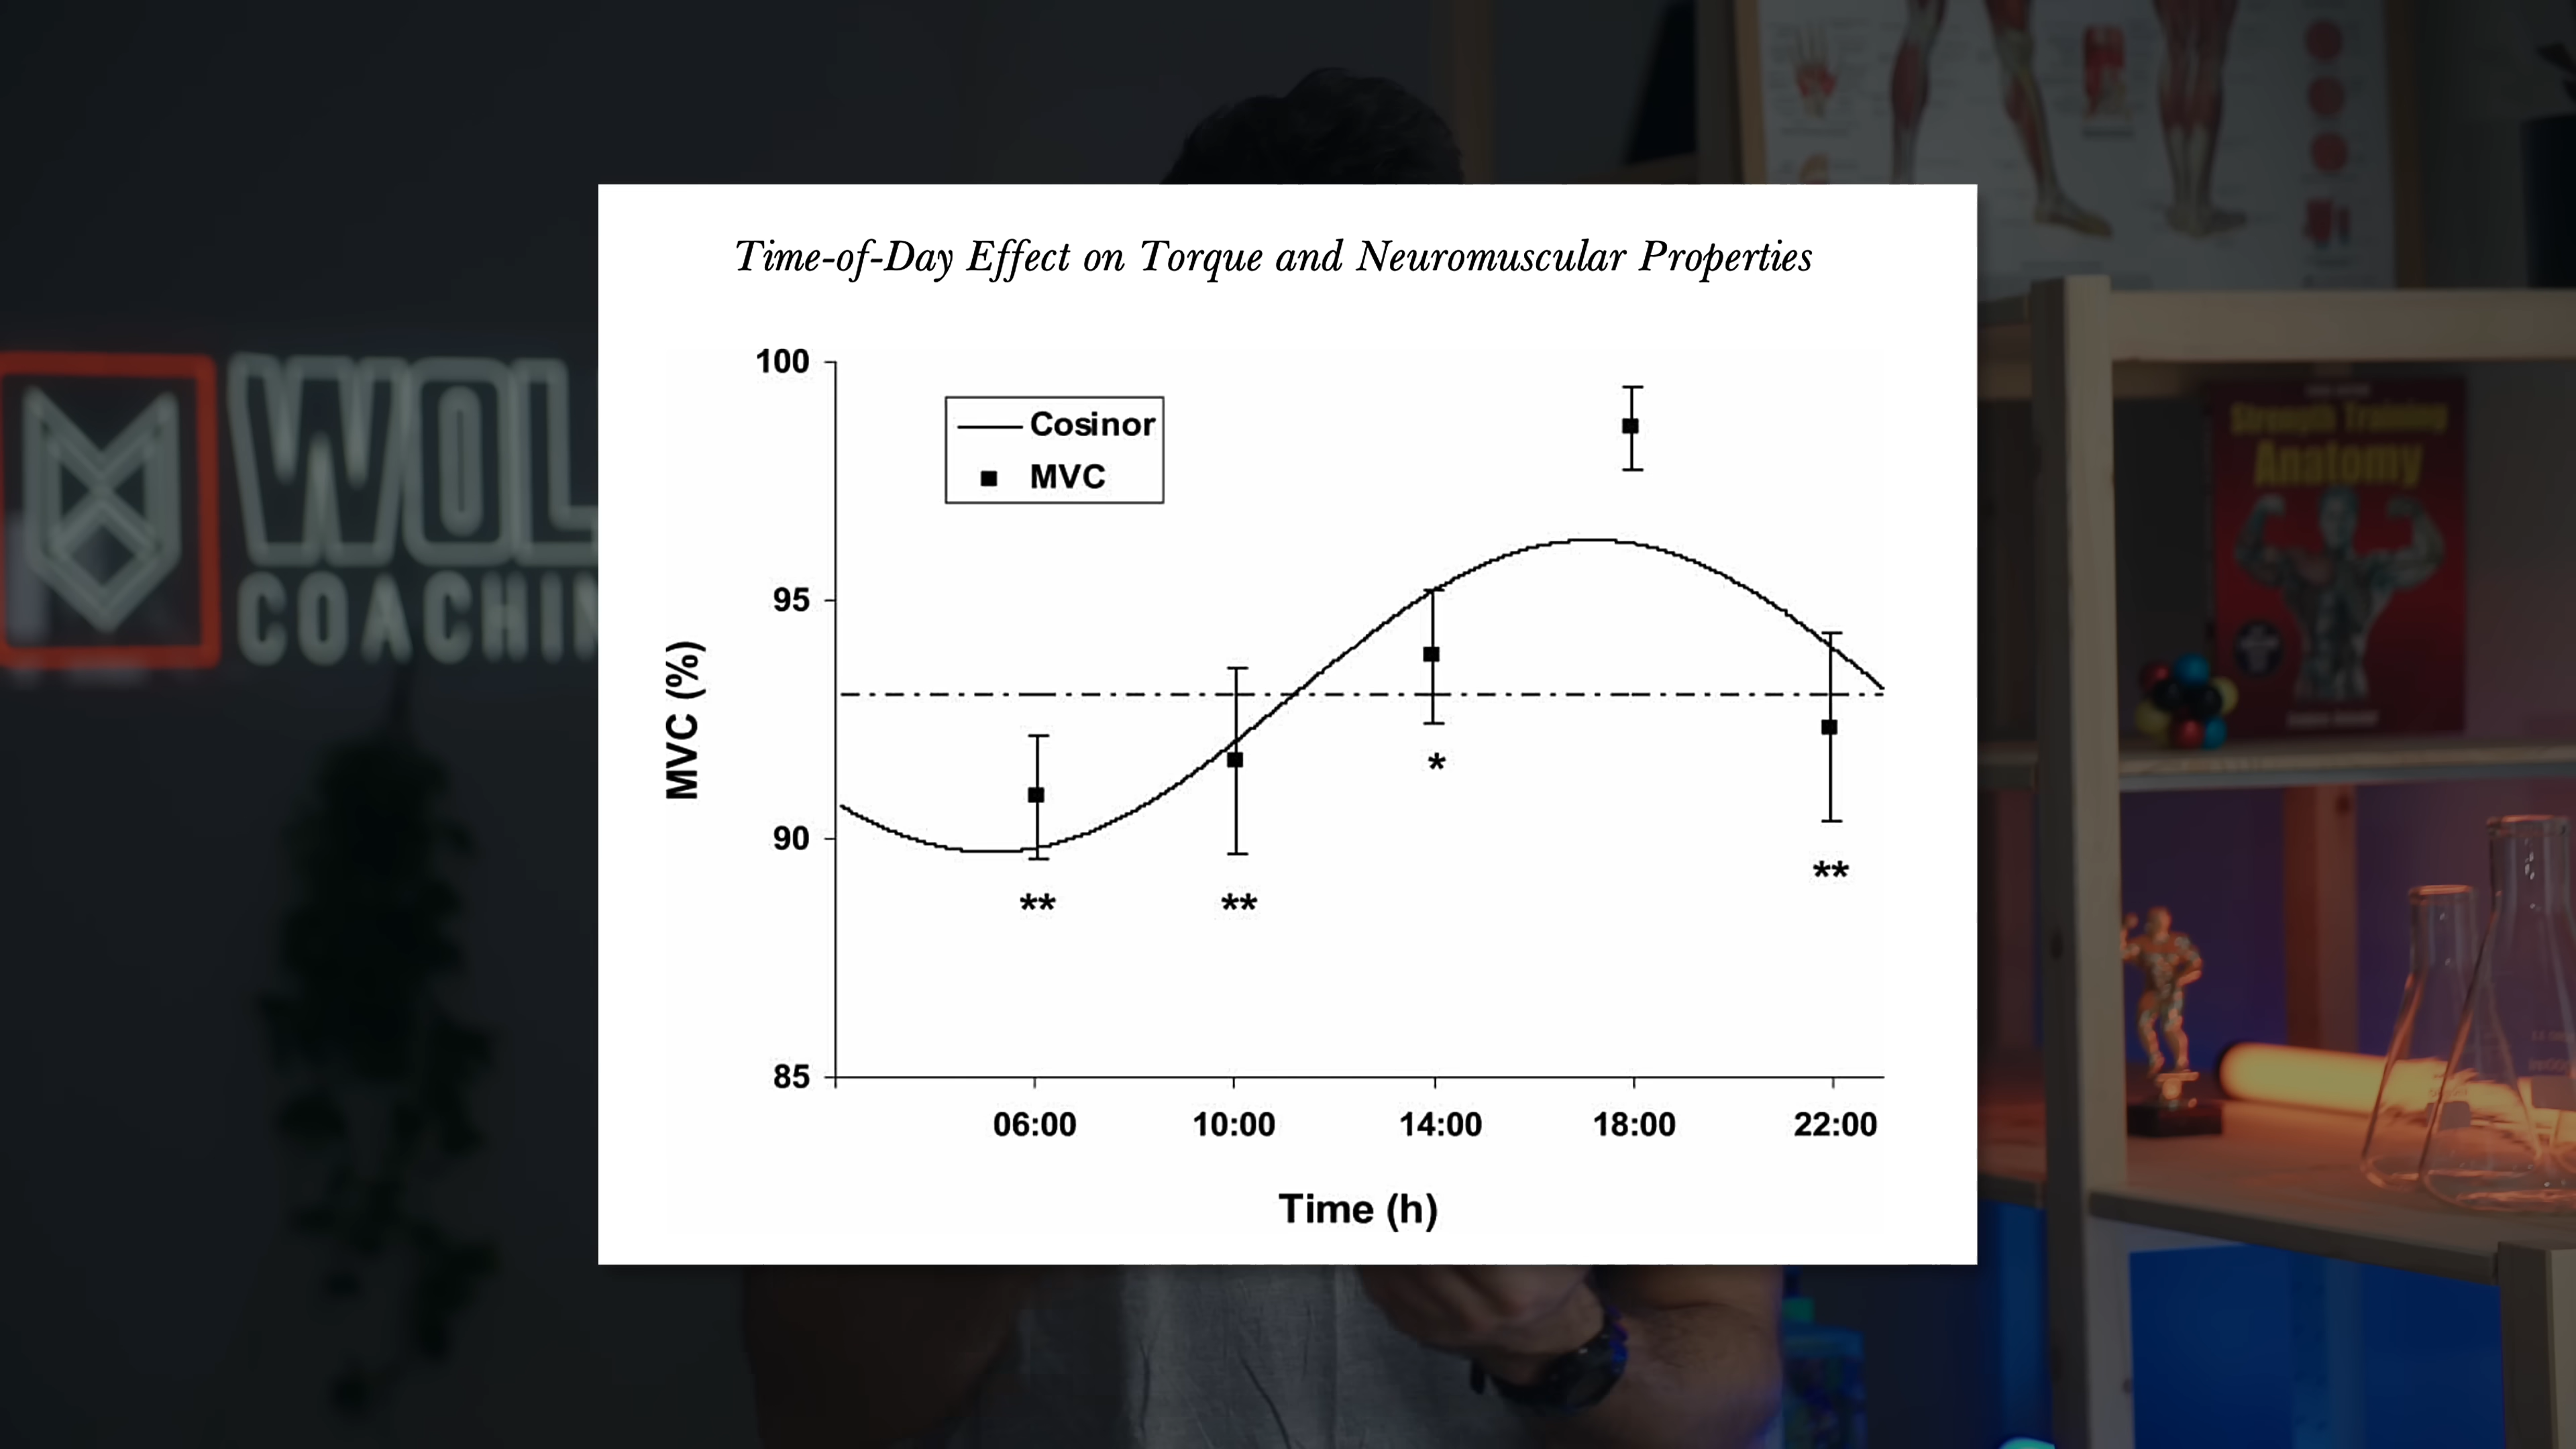 Time-of-Day Effect on Torque and Neuromuscular Properties
100
95
90
85
MVC (%)
Cosinor
MVC
**
**
*
**
06:00
10:00
14:00
18:00
22:00
Time (h)
WOL
COACHIN
Strength Training
Anatomy